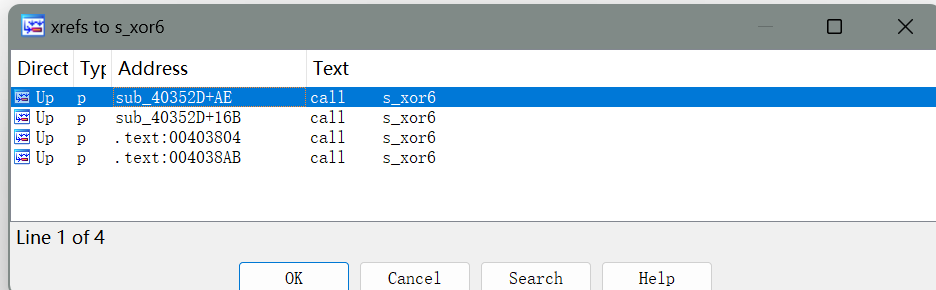 xrefs to s_xor6
Direct Typ Address Text
Up p sub_40352D+AE call s_xor6
Up p sub_40352D+16B call s_xor6
Up p .text:00403804 call s_xor6
Up p .text:004038AB call s_xor6
Line 1 of 4
OK Cancel Search Help